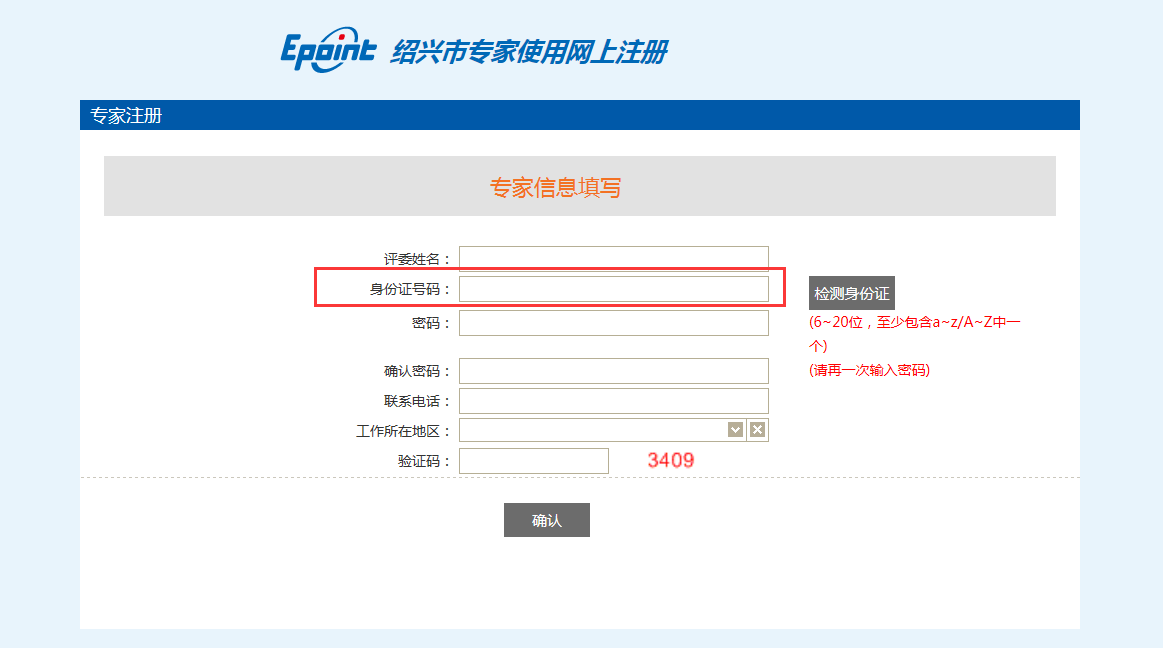 Epoint 绍兴市专家使用网上注册
专家注册
专家信息填写
评委姓名：
身份证号码： 检测身份证
密码： (6~20位，至少包含a~z/A~Z中一
个)
确认密码： (请再一次输入密码)
联系电话：
工作所在地区：
验证码： 3409
确认